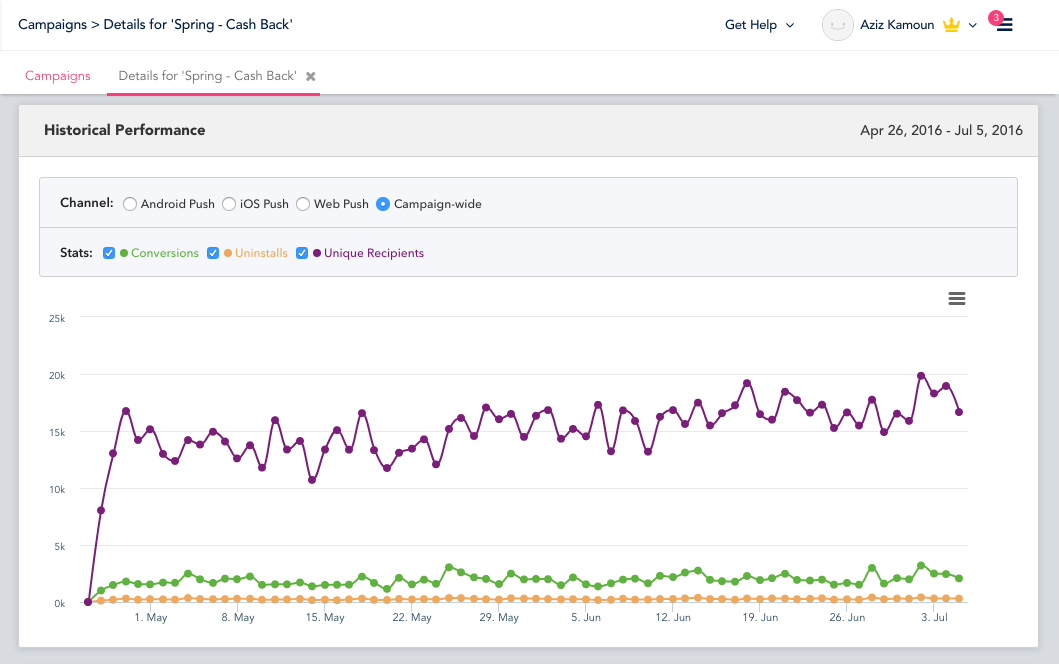 Campaigns > Details for 'Spring - Cash Back'
Get Help
Aziz Kamoun
3
Campaigns
Details for 'Spring - Cash Back'
Historical Performance
Apr 26, 2016 - Jul 5, 2016
Channel: Android Push iOS Push Web Push Campaign-wide
Stats: Conversions Uninstalls Unique Recipients
25k
20k
15k
10k
5k
0k
1. May 8. May 15. May 22. May 29. May 5. Jun 12. Jun 19. Jun 26. Jun 3. Jul